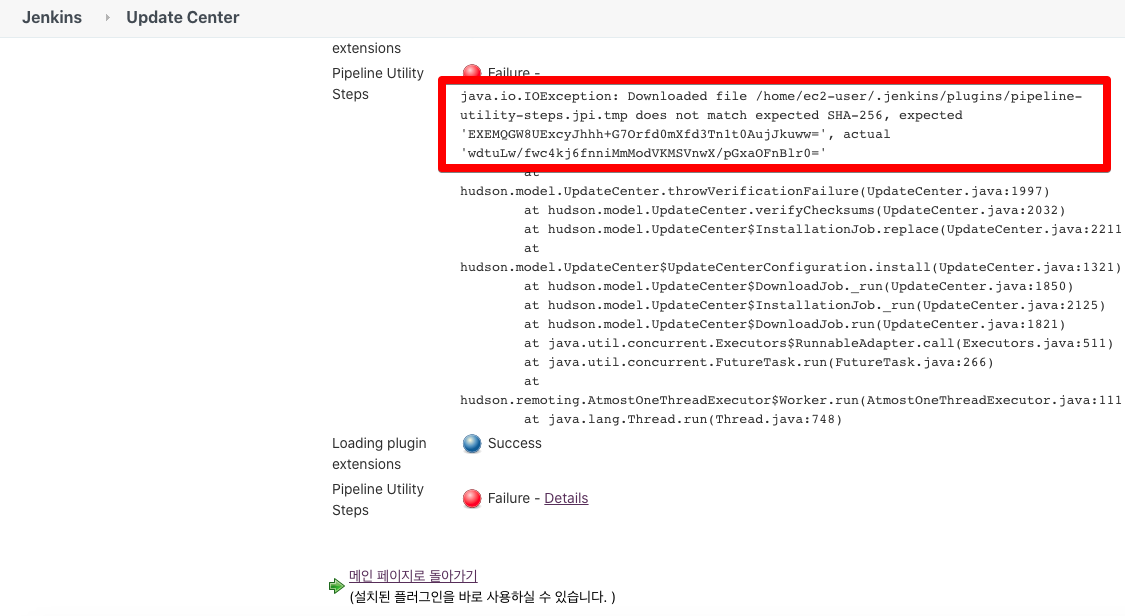 Jenkins
Update Center
extensions
Pipeline Utility
Steps
Failure -
java.io.IOException: Downloaded file /home/ec2-user/.jenkins/plugins/pipeline-
utility-steps.jpi.tmp does not match expected SHA-256, expected
'EXEMQGW8UExcyJhhh+G7Orfd0mXfd3Tn1t0AujJkuww=', actual
'wdtuLw/fwc4kj6fnniMmModVKMSVnwX/pGxaOFnBlr0='
at
hudson.model.UpdateCenter.throwVerificationFailure(UpdateCenter.java:1997)
at hudson.model.UpdateCenter.verifyChecksums(UpdateCenter.java:2032)
at hudson.model.UpdateCenter$InstallationJob.replace(UpdateCenter.java:2211
at
hudson.model.UpdateCenter$UpdateCenterConfiguration.install(UpdateCenter.java:1321)
at hudson.model.UpdateCenter$DownloadJob._run(UpdateCenter.java:1850)
at hudson.model.UpdateCenter$InstallationJob._run(UpdateCenter.java:2125)
at hudson.model.UpdateCenter$DownloadJob.run(UpdateCenter.java:1821)
at java.util.concurrent.Executors$RunnableAdapter.call(Executors.java:511)
at java.util.concurrent.FutureTask.run(FutureTask.java:266)
at
hudson.remoting.AtmostOneThreadExecutor$Worker.run(AtmostOneThreadExecutor.java:111
at java.lang.Thread.run(Thread.java:748)
Loading plugin
extensions
Success
Pipeline Utility
Steps
Failure - Details
메인 페이지로 돌아가기
(설치된 플러그인을 바로 사용하실 수 있습니다. )